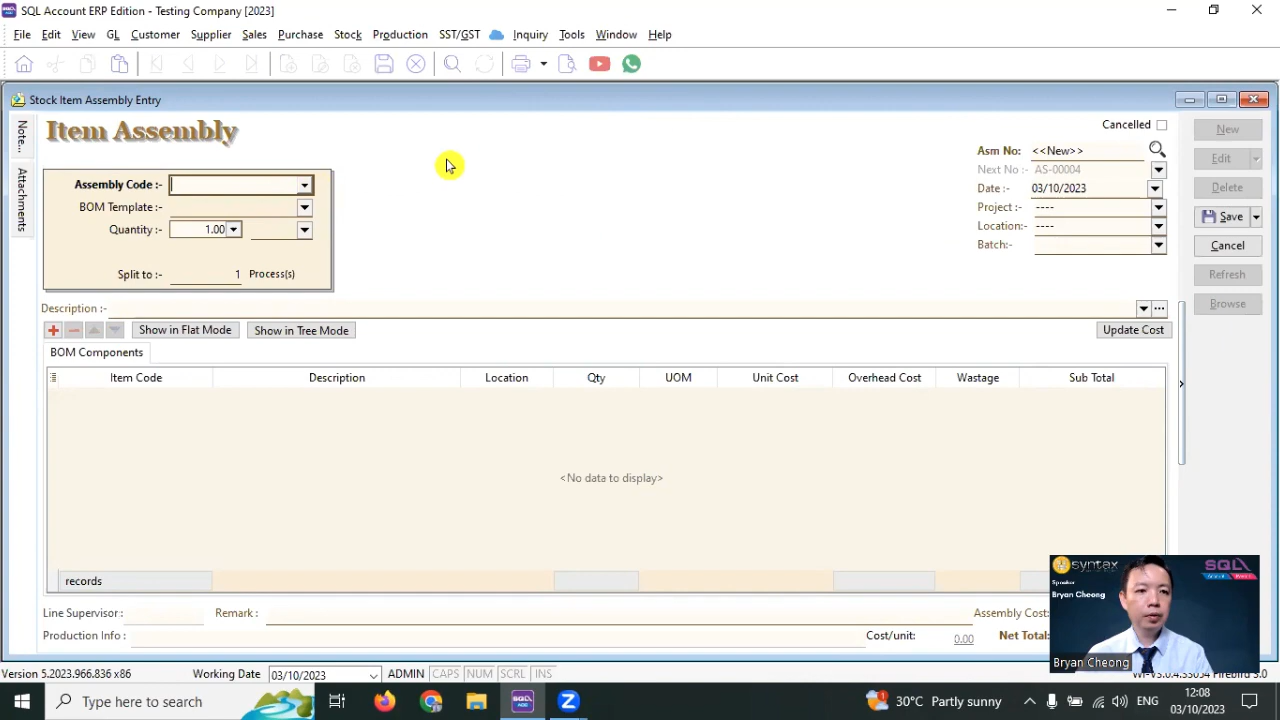 SQL Account ERP Edition - Testing Company [2023]
File Edit View GL Customer Supplier Sales Purchase Stock Production SST/GST Inquiry Tools Window Help
Stock Item Assembly Entry
Note...
Attachments
Item Assembly
Cancelled
Asm No: <<New>>
Next No : AS-00004
Date :- 03/10/2023
Project :- ----
Location:- ----
Batch:-
Assembly Code :-
BOM Template :-
Quantity :- 1.00
Split to :- 1 Process(s)
New
Edit
Delete
Save
Cancel
Refresh
Browse
Description :-
Show in Flat Mode Show in Tree Mode Update Cost
BOM Components
Item Code Description Location Qty UOM Unit Cost Overhead Cost Wastage Sub Total
<No data to display>
records
Line Supervisor : Remark : Assembly Cost:
Production Info : Cost/unit: 0.00 Net Total:
syntax SQL
Speaker
Bryan Cheong
Bryan Cheong
Version 5.2023.966.836 x86 Working Date 03/10/2023 ADMIN CAPS NUM SCRL INS
Type here to search 30°C Partly sunny ENG 12:08
03/10/2023